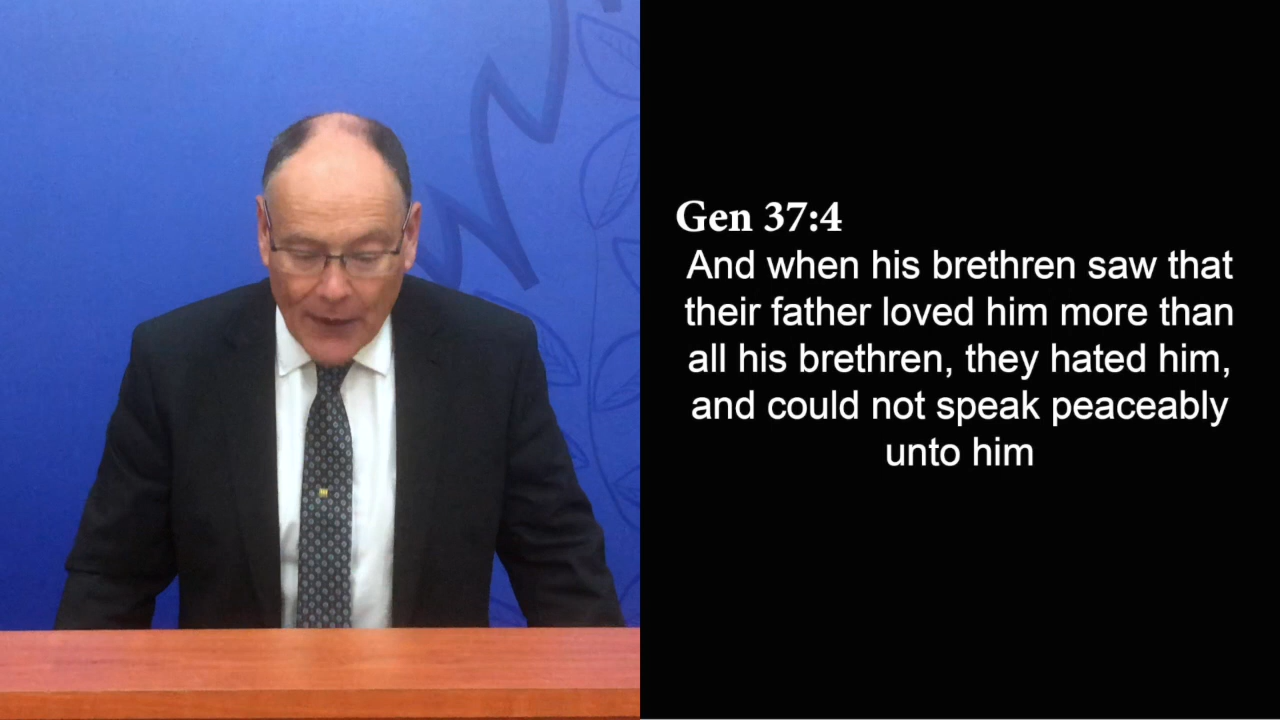 Gen 37:4
And when his brethren saw that
their father loved him more than
all his brethren, they hated him,
and could not speak peaceably
unto him